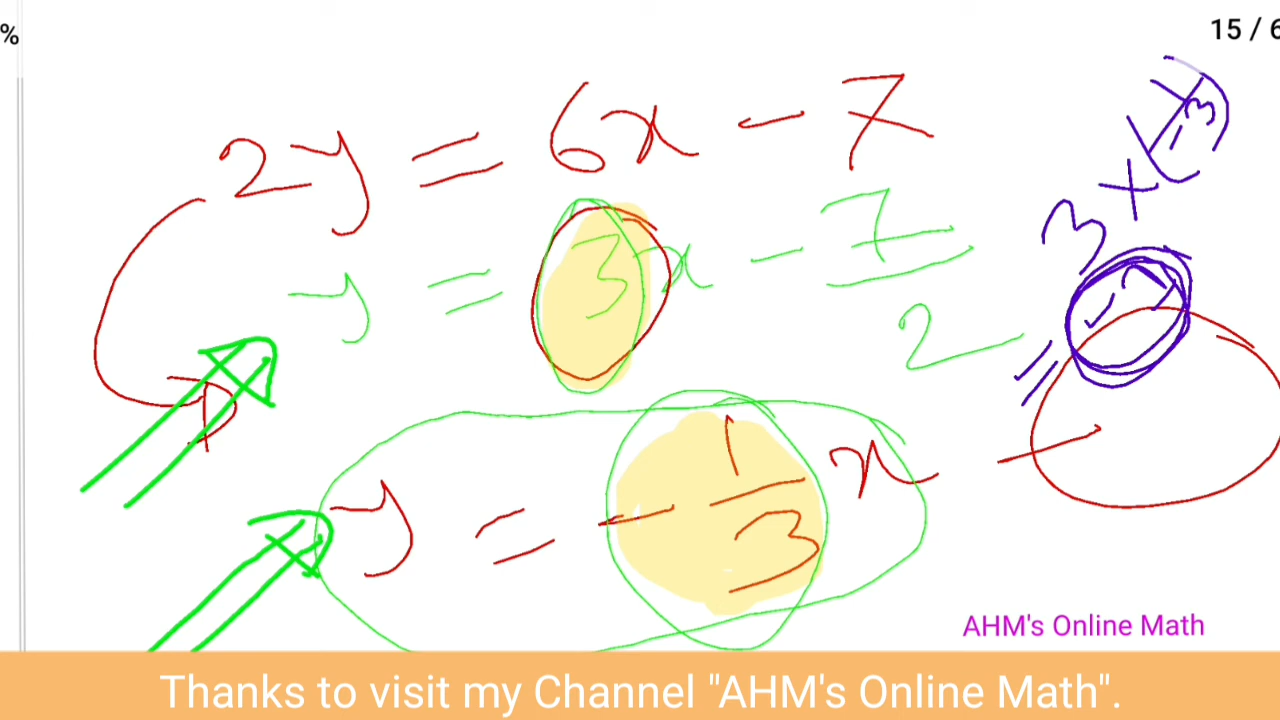 %
15 / 6
2y = 6x - 7
y = 3x - 7/2
y = - 1/3 x -
3 × (-1/3)
= -1
AHM's Online Math
Thanks to visit my Channel "AHM's Online Math".